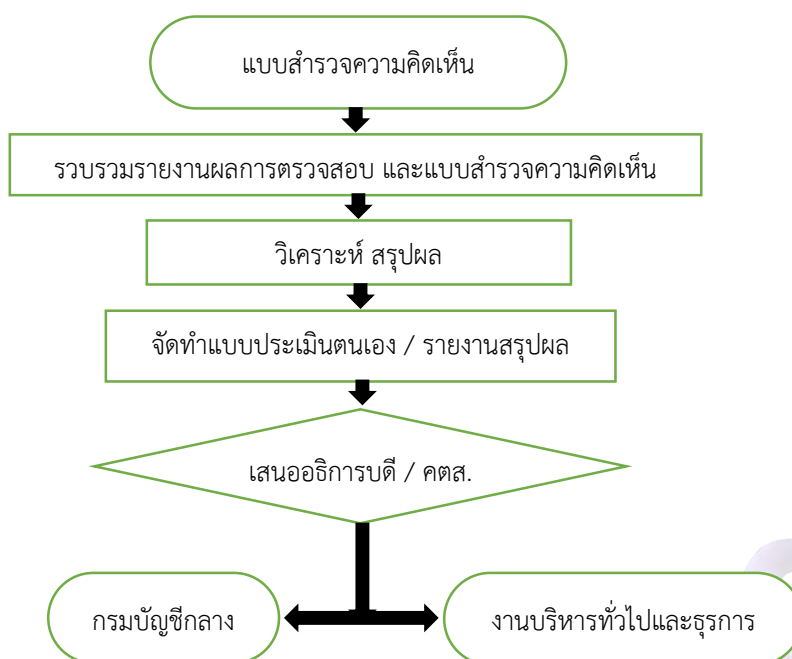 แบบสำรวจความคิดเห็น
รวบรวมรายงานผลการตรวจสอบ และแบบสำรวจความคิดเห็น
วิเคราะห์ สรุปผล
จัดทำแบบประเมินตนเอง / รายงานสรุปผล
เสนออธิการบดี / คตส.
กรมบัญชีกลาง
งานบริหารทั่วไปและธุรการ